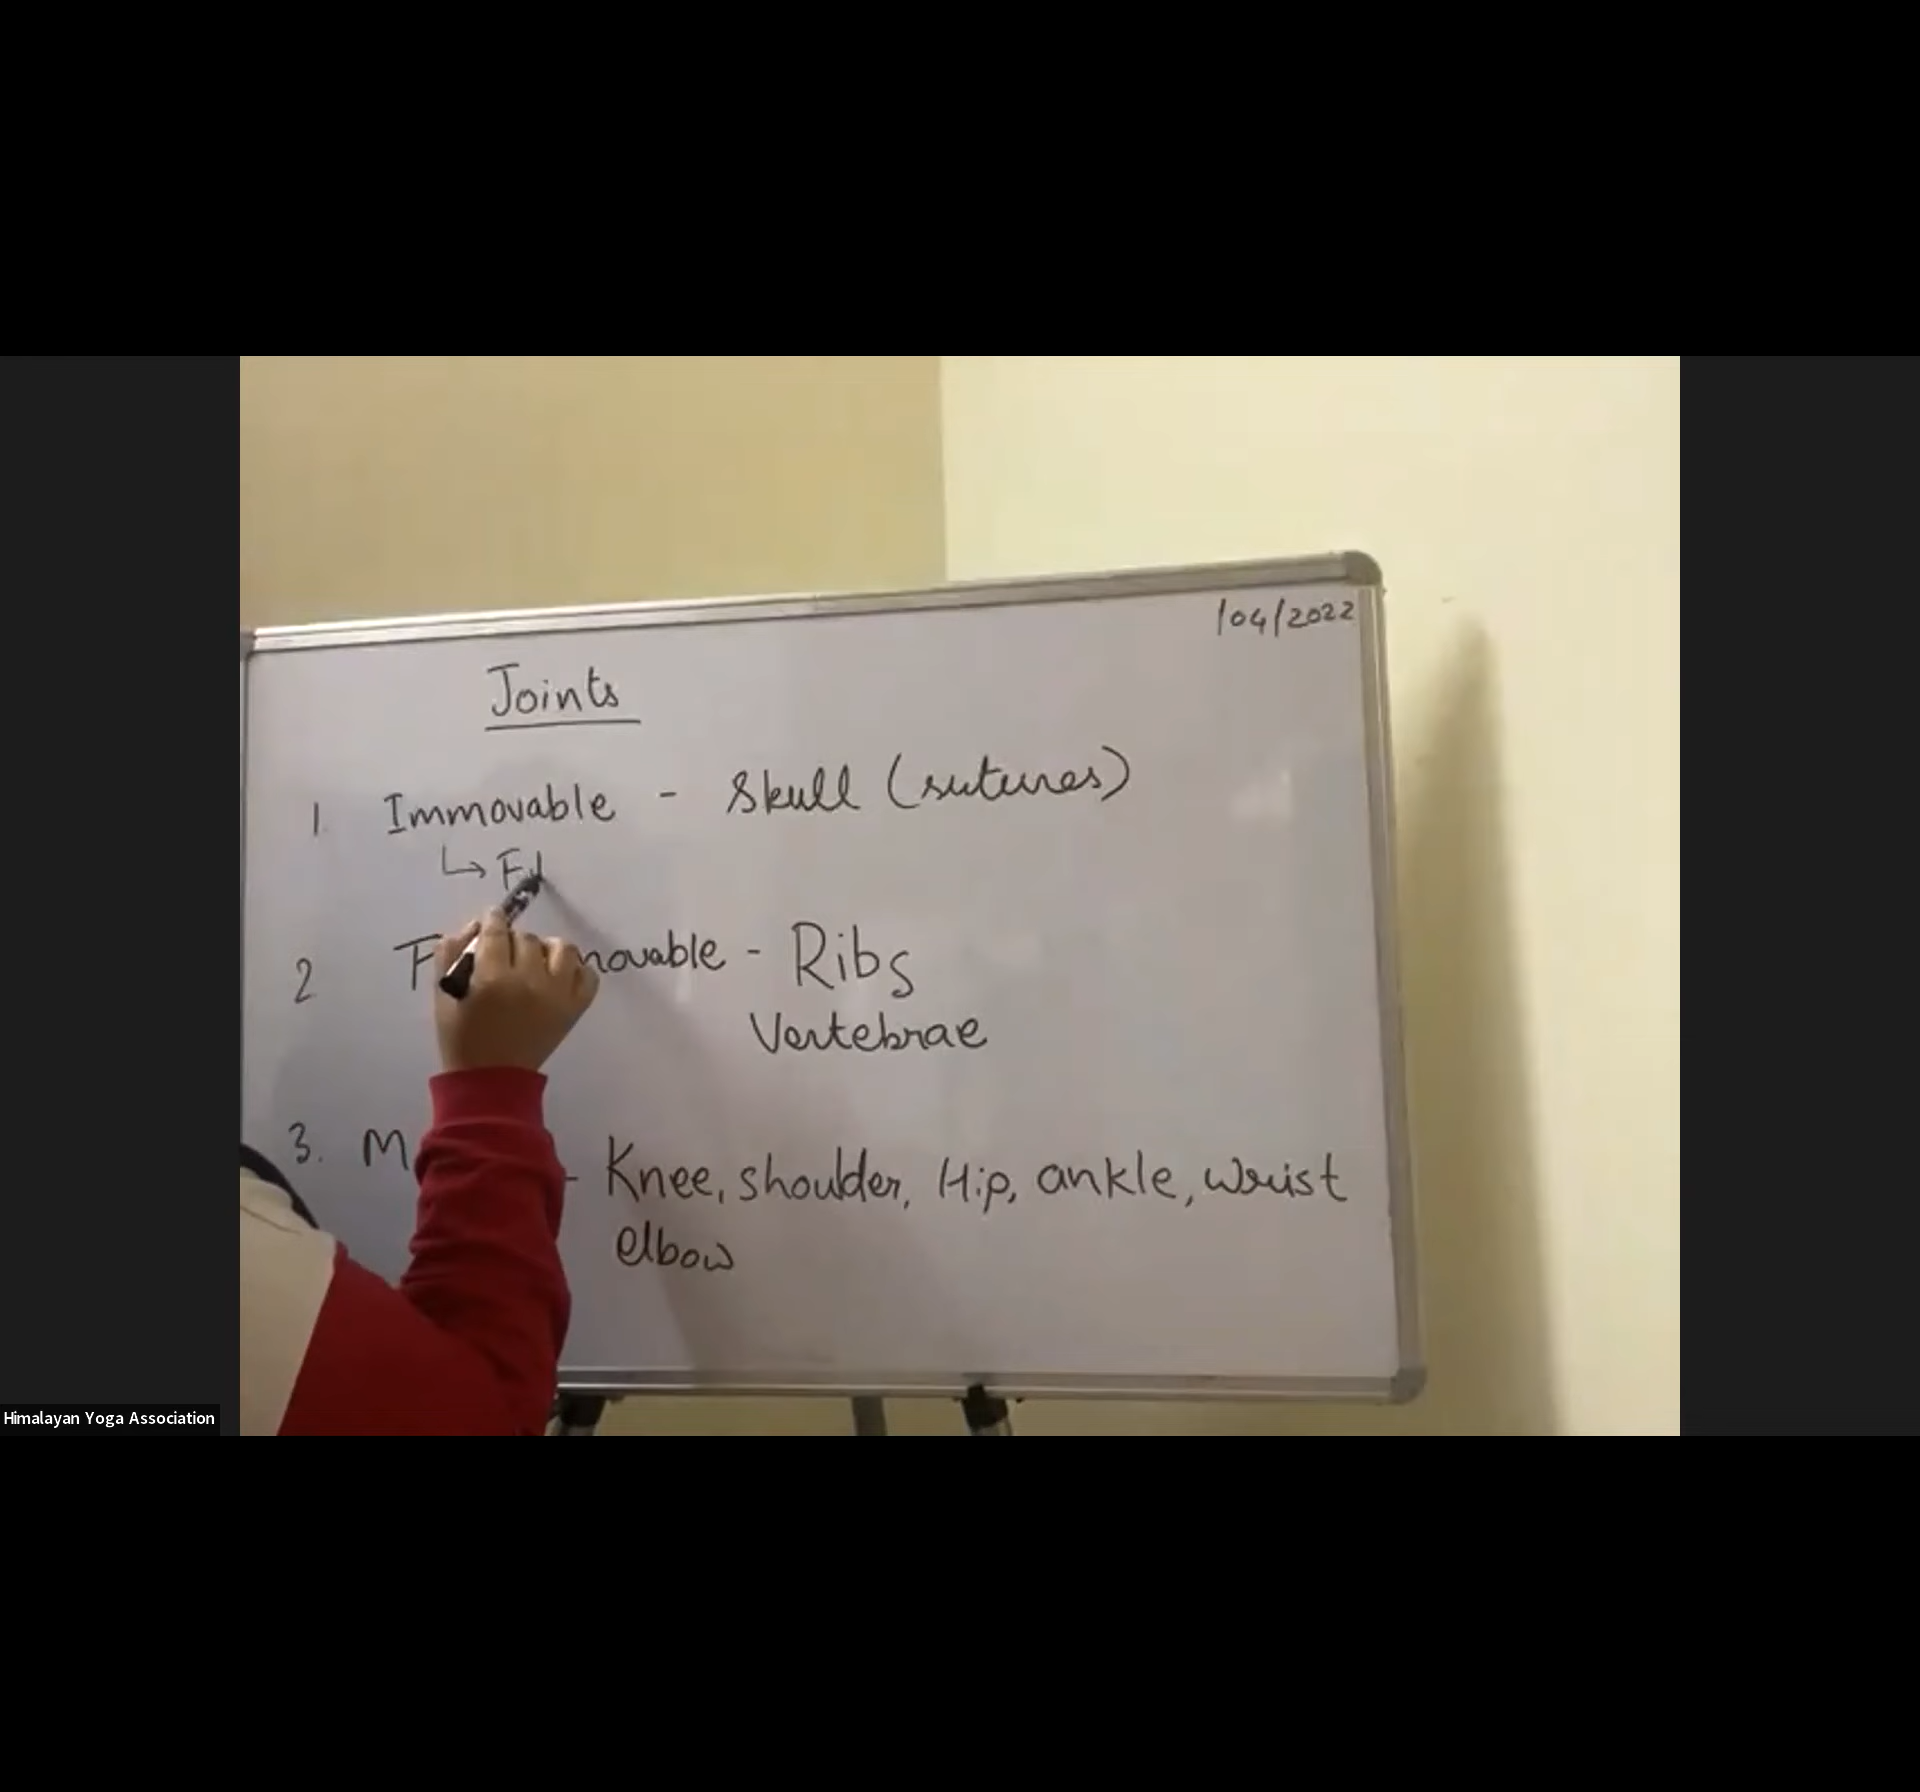 /04/2022
Joints
1. Immovable - Skull (sutures)
↳
2 movable - Ribs
Vertebrae
3. - Knee, shoulder, Hip, ankle, wrist
elbow
Himalayan Yoga Association